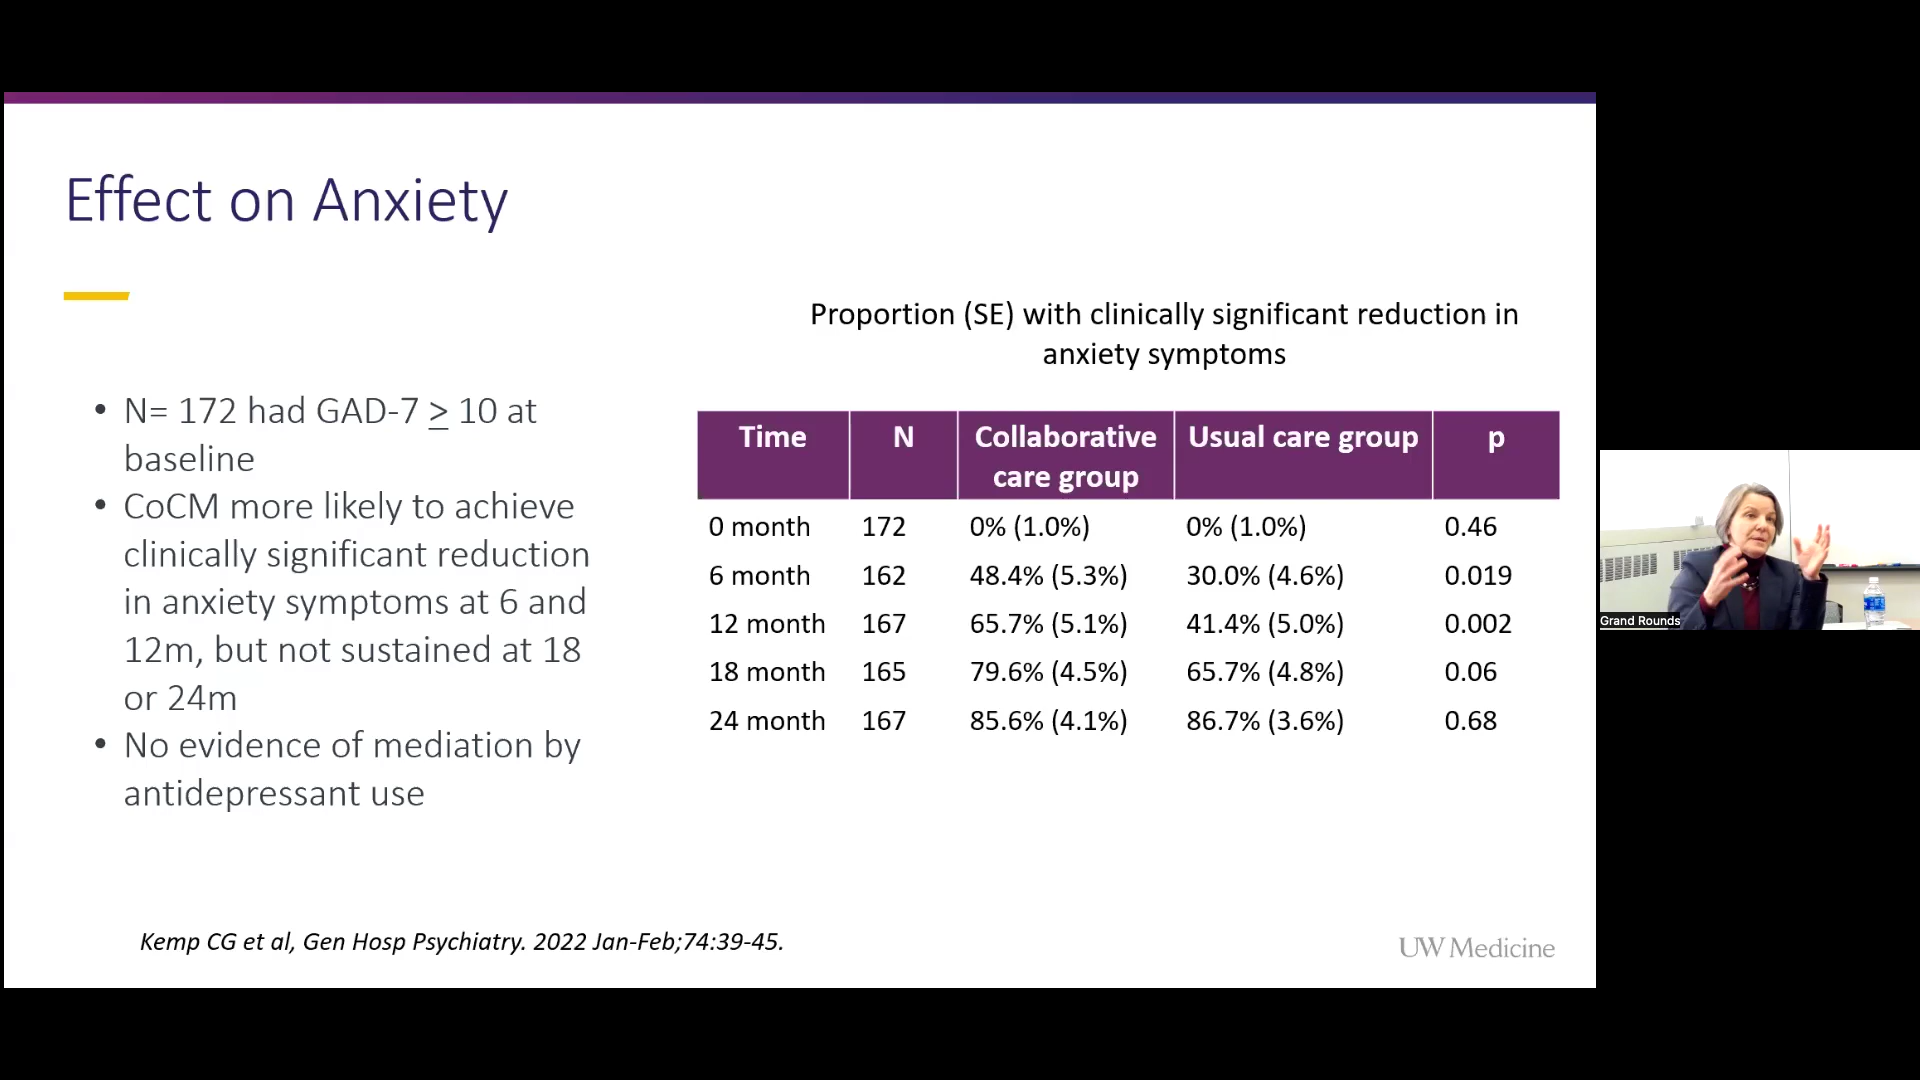 Effect on Anxiety
• N= 172 had GAD-7 ≥ 10 at
baseline
• CoCM more likely to achieve
clinically significant reduction
in anxiety symptoms at 6 and
12m, but not sustained at 18
or 24m
• No evidence of mediation by
antidepressant use
Proportion (SE) with clinically significant reduction in
anxiety symptoms
Time N Collaborative care group Usual care group p
0 month 172 0% (1.0%) 0% (1.0%) 0.46
6 month 162 48.4% (5.3%) 30.0% (4.6%) 0.019
12 month 167 65.7% (5.1%) 41.4% (5.0%) 0.002
18 month 165 79.6% (4.5%) 65.7% (4.8%) 0.06
24 month 167 85.6% (4.1%) 86.7% (3.6%) 0.68
Kemp CG et al, Gen Hosp Psychiatry. 2022 Jan-Feb;74:39-45.
UW Medicine
Grand Rounds